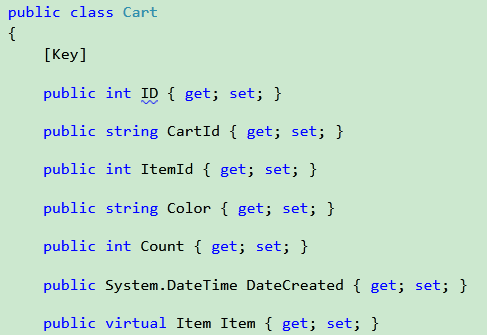 public class Cart
{
[Key]
public int ID { get; set; }
public string CartId { get; set; }
public int ItemId { get; set; }
public string Color { get; set; }
public int Count { get; set; }
public System.DateTime DateCreated { get; set; }
public virtual Item Item { get; set; }